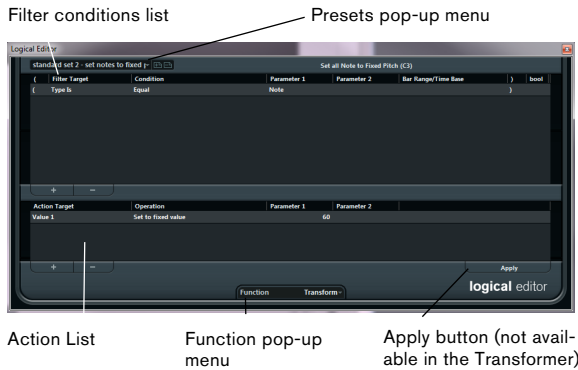 Filter conditions list
Presets pop-up menu
Logical Editor
standard set 2 - set notes to fixed
Set all Note to Fixed Pitch (C3)
( Filter Target Condition Parameter 1 Parameter 2 Bar Range/Time Base ) bool
( Type Is Equal Note )
+ −
Action Target Operation Parameter 1 Parameter 2
Value 1 Set to fixed value 60
+ −
Apply
Function Transform
logical editor
Action List
Function pop-up
menu
Apply button (not avail-
able in the Transformer)